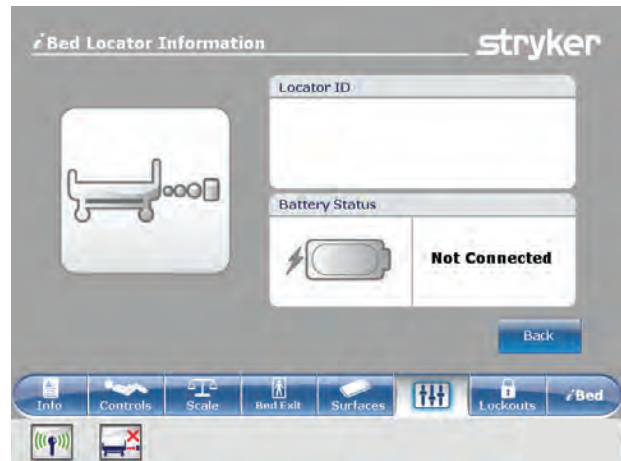 iBed Locator Information
stryker
Locator ID
Battery Status
Not Connected
Back
Info
Controls
Scale
Bed Exit
Surfaces
Lockouts
iBed